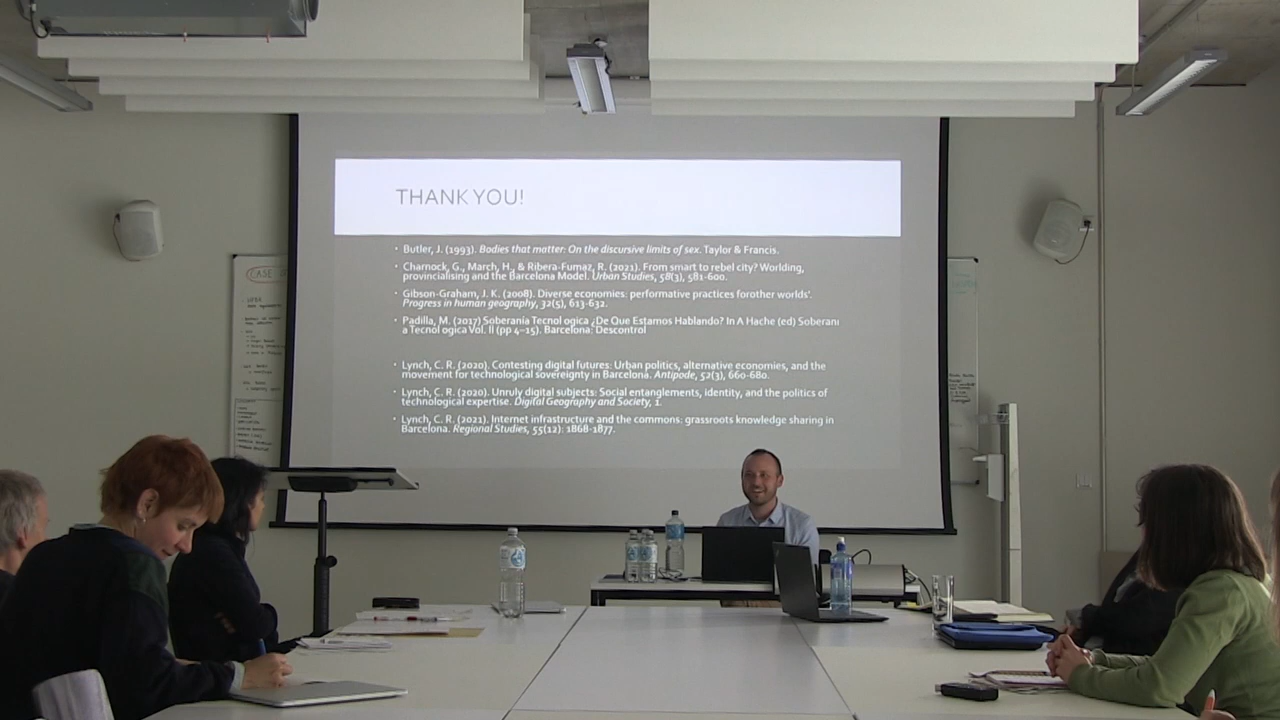 THANK YOU!
• Butler, J. (1993). Bodies that matter: On the discursive limits of sex. Taylor & Francis.
• Charnock, G., March, H., & Ribera-Fumaz, R. (2021). From smart to rebel city? Worlding,
provincialising and the Barcelona Model. Urban Studies, 58(3), 581-600.
• Gibson-Graham, J. K. (2008). Diverse economies: performative practices forother worlds'.
Progress in human geography, 32(5), 613-632.
• Padilla, M. (2017) Soberanía Tecnol ogica ¿De Que Estamos Hablando? In A Hache (ed) Soberani
a Tecnol ogica Vol. II (pp 4–15). Barcelona: Descontrol
• Lynch, C. R. (2020). Contesting digital futures: Urban politics, alternative economies, and the
movement for technological sovereignty in Barcelona. Antipode, 52(3), 660-680.
• Lynch, C. R. (2020). Unruly digital subjects: Social entanglements, identity, and the politics of
technological expertise. Digital Geography and Society, 1.
• Lynch, C. R. (2021). Internet infrastructure and the commons: grassroots knowledge sharing in
Barcelona. Regional Studies, 55(12): 1868-1877.
CASE